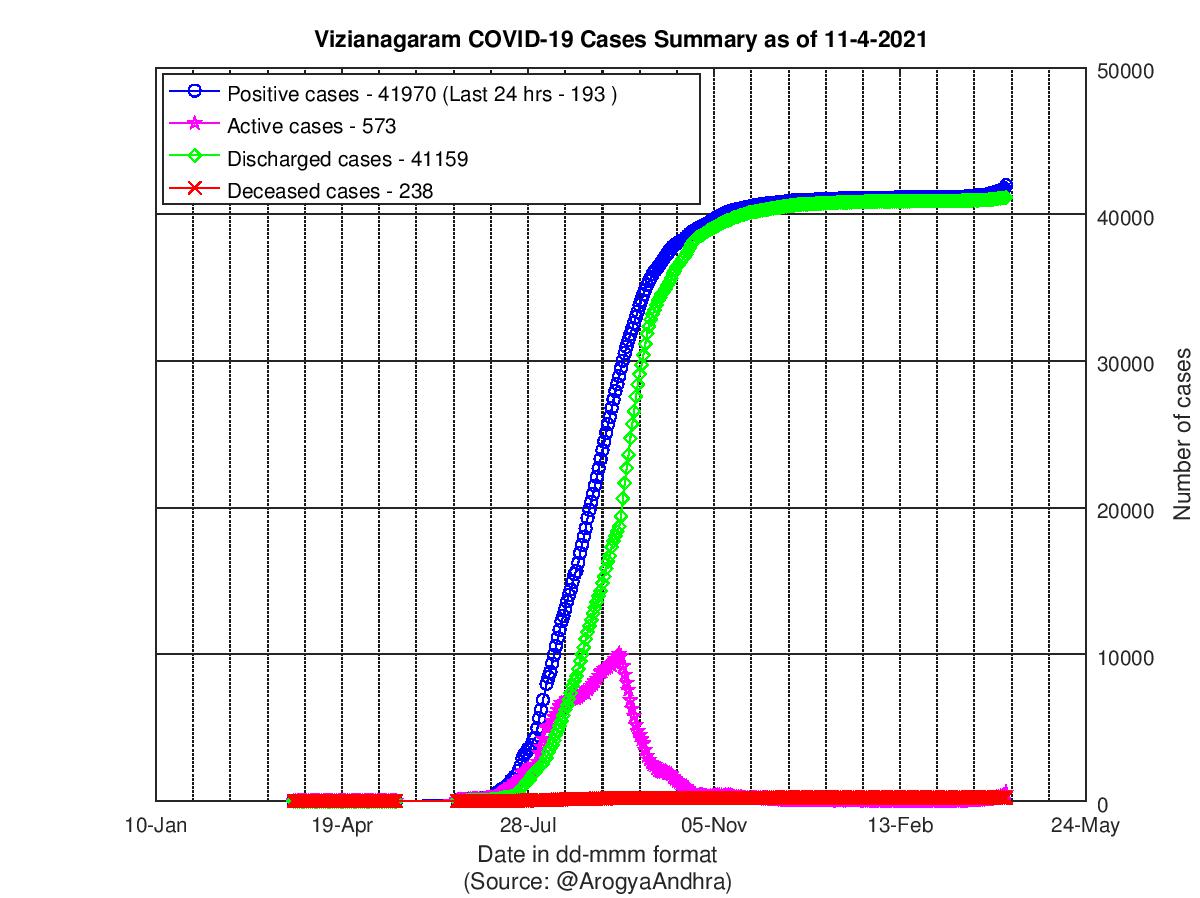 Vizianagaram COVID-19 Cases Summary as of 11-4-2021
Positive cases - 41970 (Last 24 hrs - 193 )
Active cases - 573
Discharged cases - 41159
Deceased cases - 238
50000
40000
30000
20000
10000
0
Number of cases
10-Jan 19-Apr 28-Jul 05-Nov 13-Feb 24-May
Date in dd-mmm format
(Source: @ArogyaAndhra)